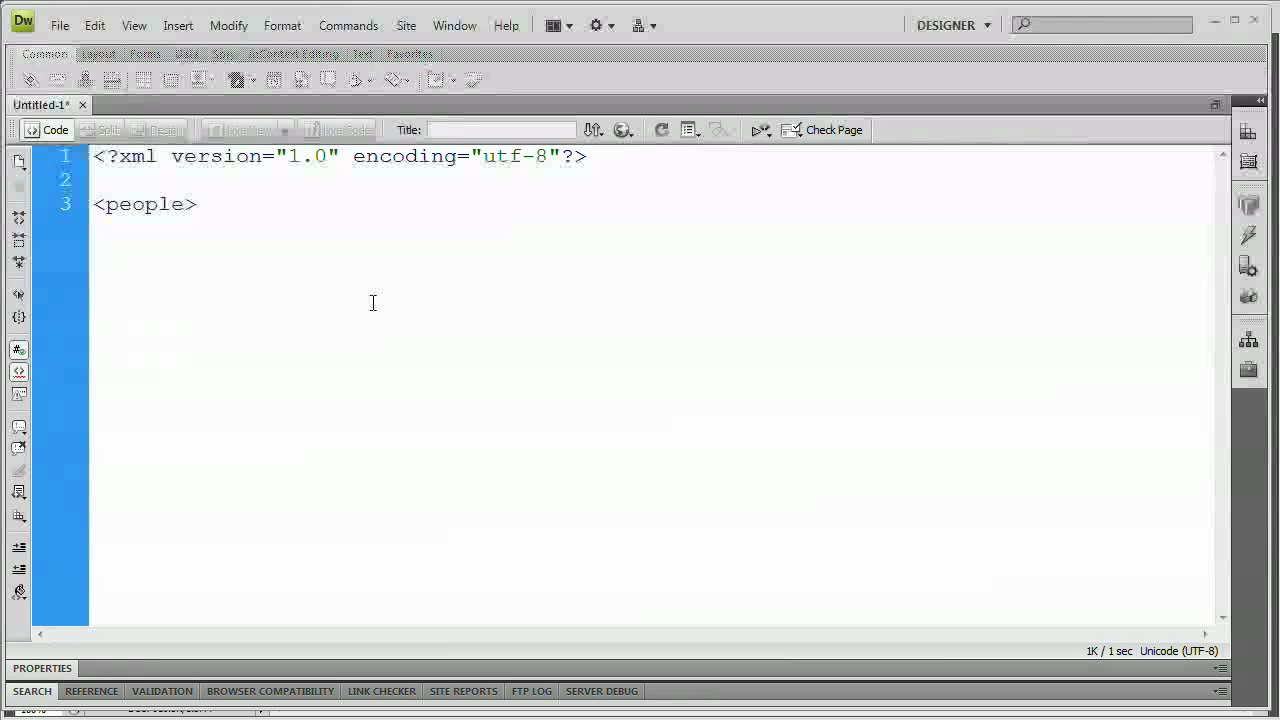 Dw File Edit View Insert Modify Format Commands Site Window Help DESIGNER
Common Layout Forms Data Spry InContext Editing Text Favorites
Untitled-1*
Code Split Design Live View Live Code Title: Check Page
1 <?xml version="1.0" encoding="utf-8"?>
2
3 <people>
1K / 1 sec Unicode (UTF-8)
PROPERTIES
SEARCH REFERENCE VALIDATION BROWSER COMPATIBILITY LINK CHECKER SITE REPORTS FTP LOG SERVER DEBUG